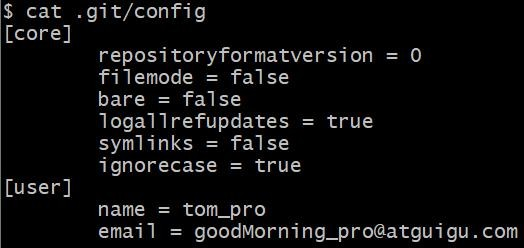 $ cat .git/config
[core]
        repositoryformatversion = 0
        filemode = false
        bare = false
        logallrefupdates = true
        symlinks = false
        ignorecase = true
[user]
        name = tom_pro
        email = goodMorning_pro@atguigu.com